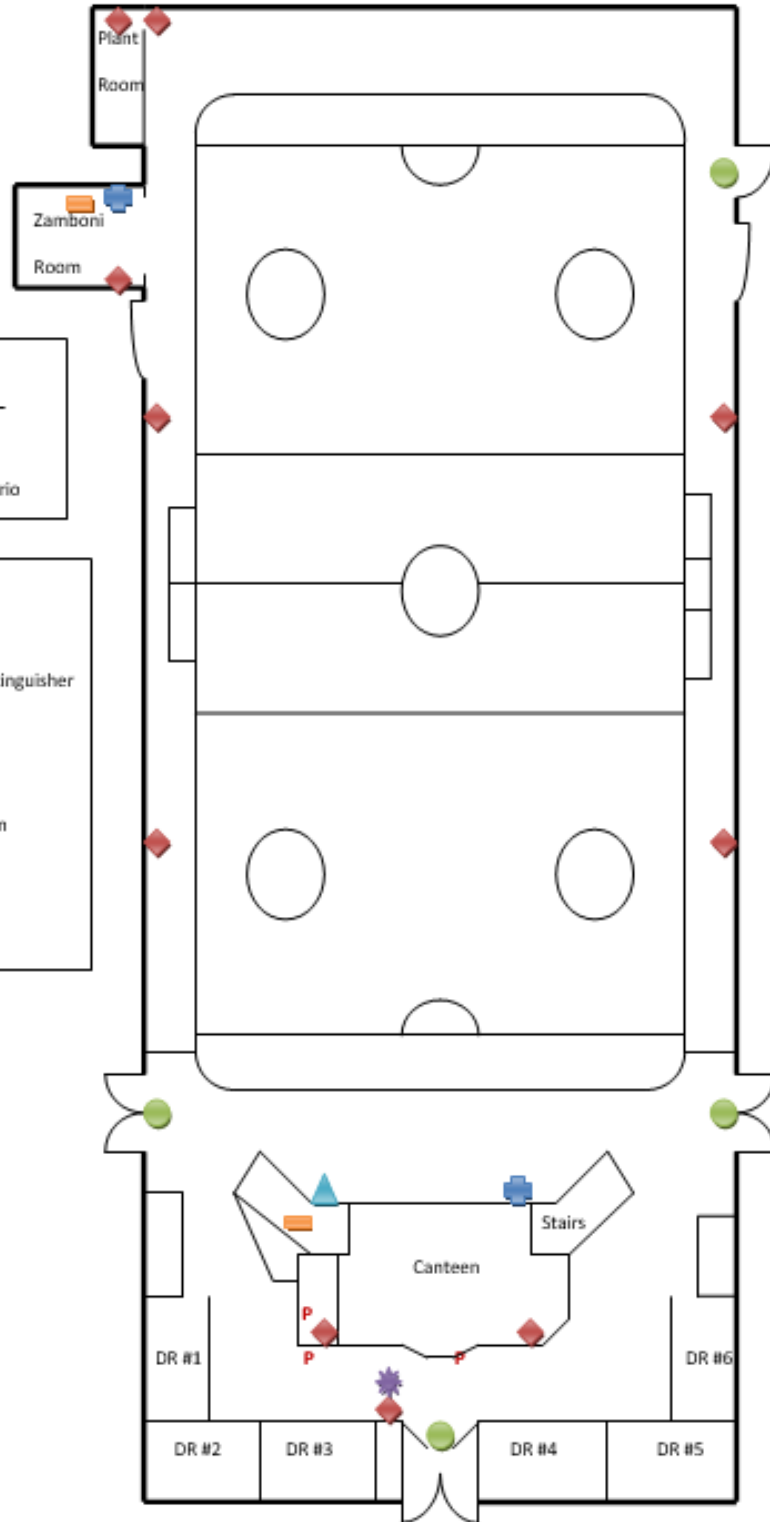 Plant
Room
Zamboni
Room
rio
inguisher
Canteen
Stairs
P
P
P
DR #1
DR #6
DR #2
DR #3
DR #4
DR #5